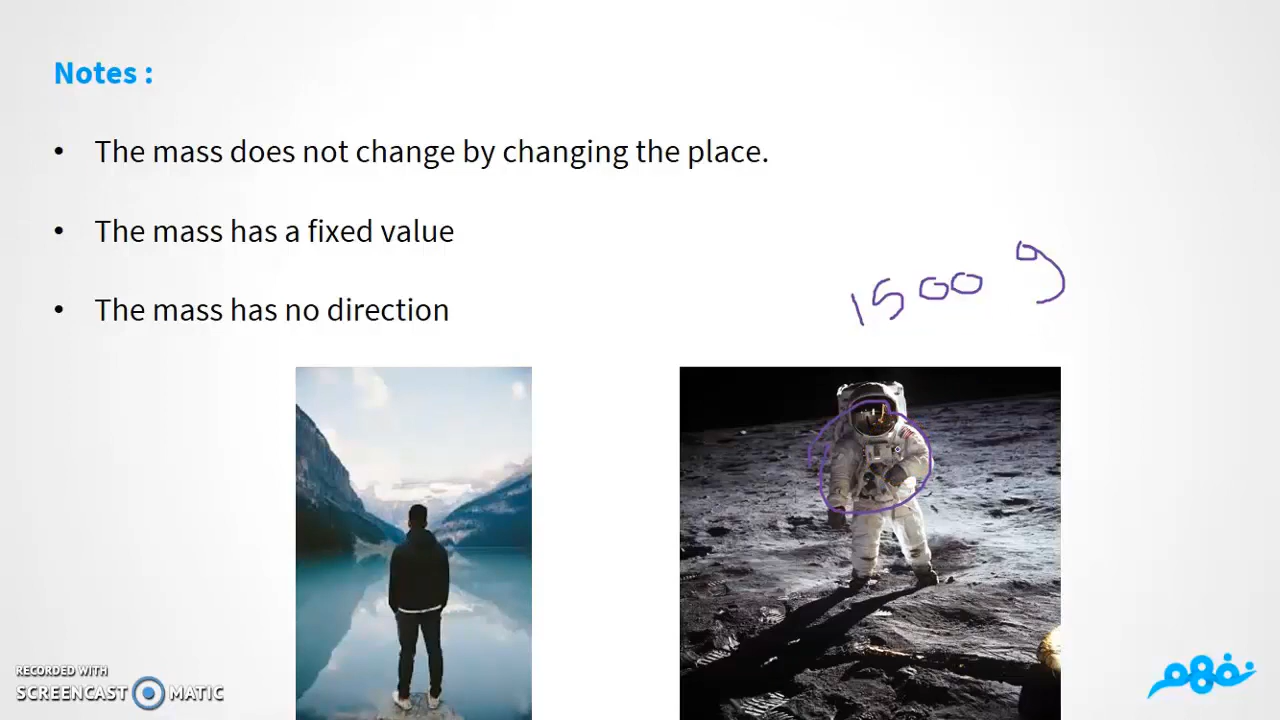 Notes :
• The mass does not change by changing the place.
• The mass has a fixed value
• The mass has no direction
1500 g
RECORDED WITH
SCREENCAST MATIC
نفهم